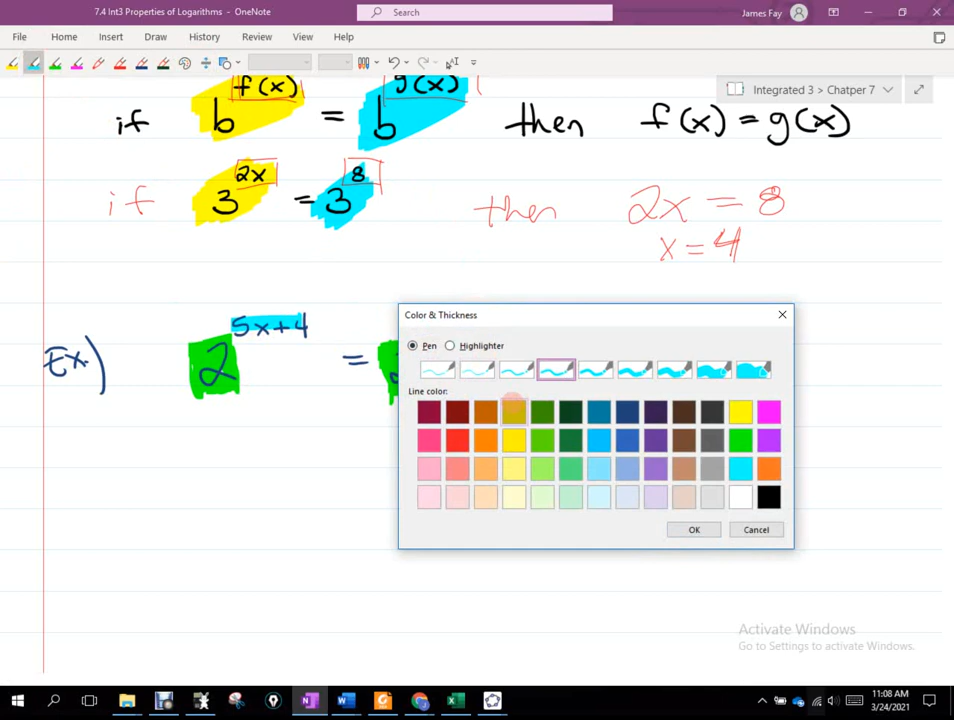 7.4 Int3 Properties of Logarithms - OneNote
Search
James Fay
File Home Insert Draw History Review View Help
Integrated 3 > Chatper 7
if b^f(x) = b^g(x) then f(x) = g(x)
if 3^2x = 3^8 then 2x = 8
x = 4
Color & Thickness
Pen Highlighter
Line color:
OK Cancel
Ex) 2^5x+4 =
Activate Windows
Go to Settings to activate Windows.
11:08 AM
3/24/2021